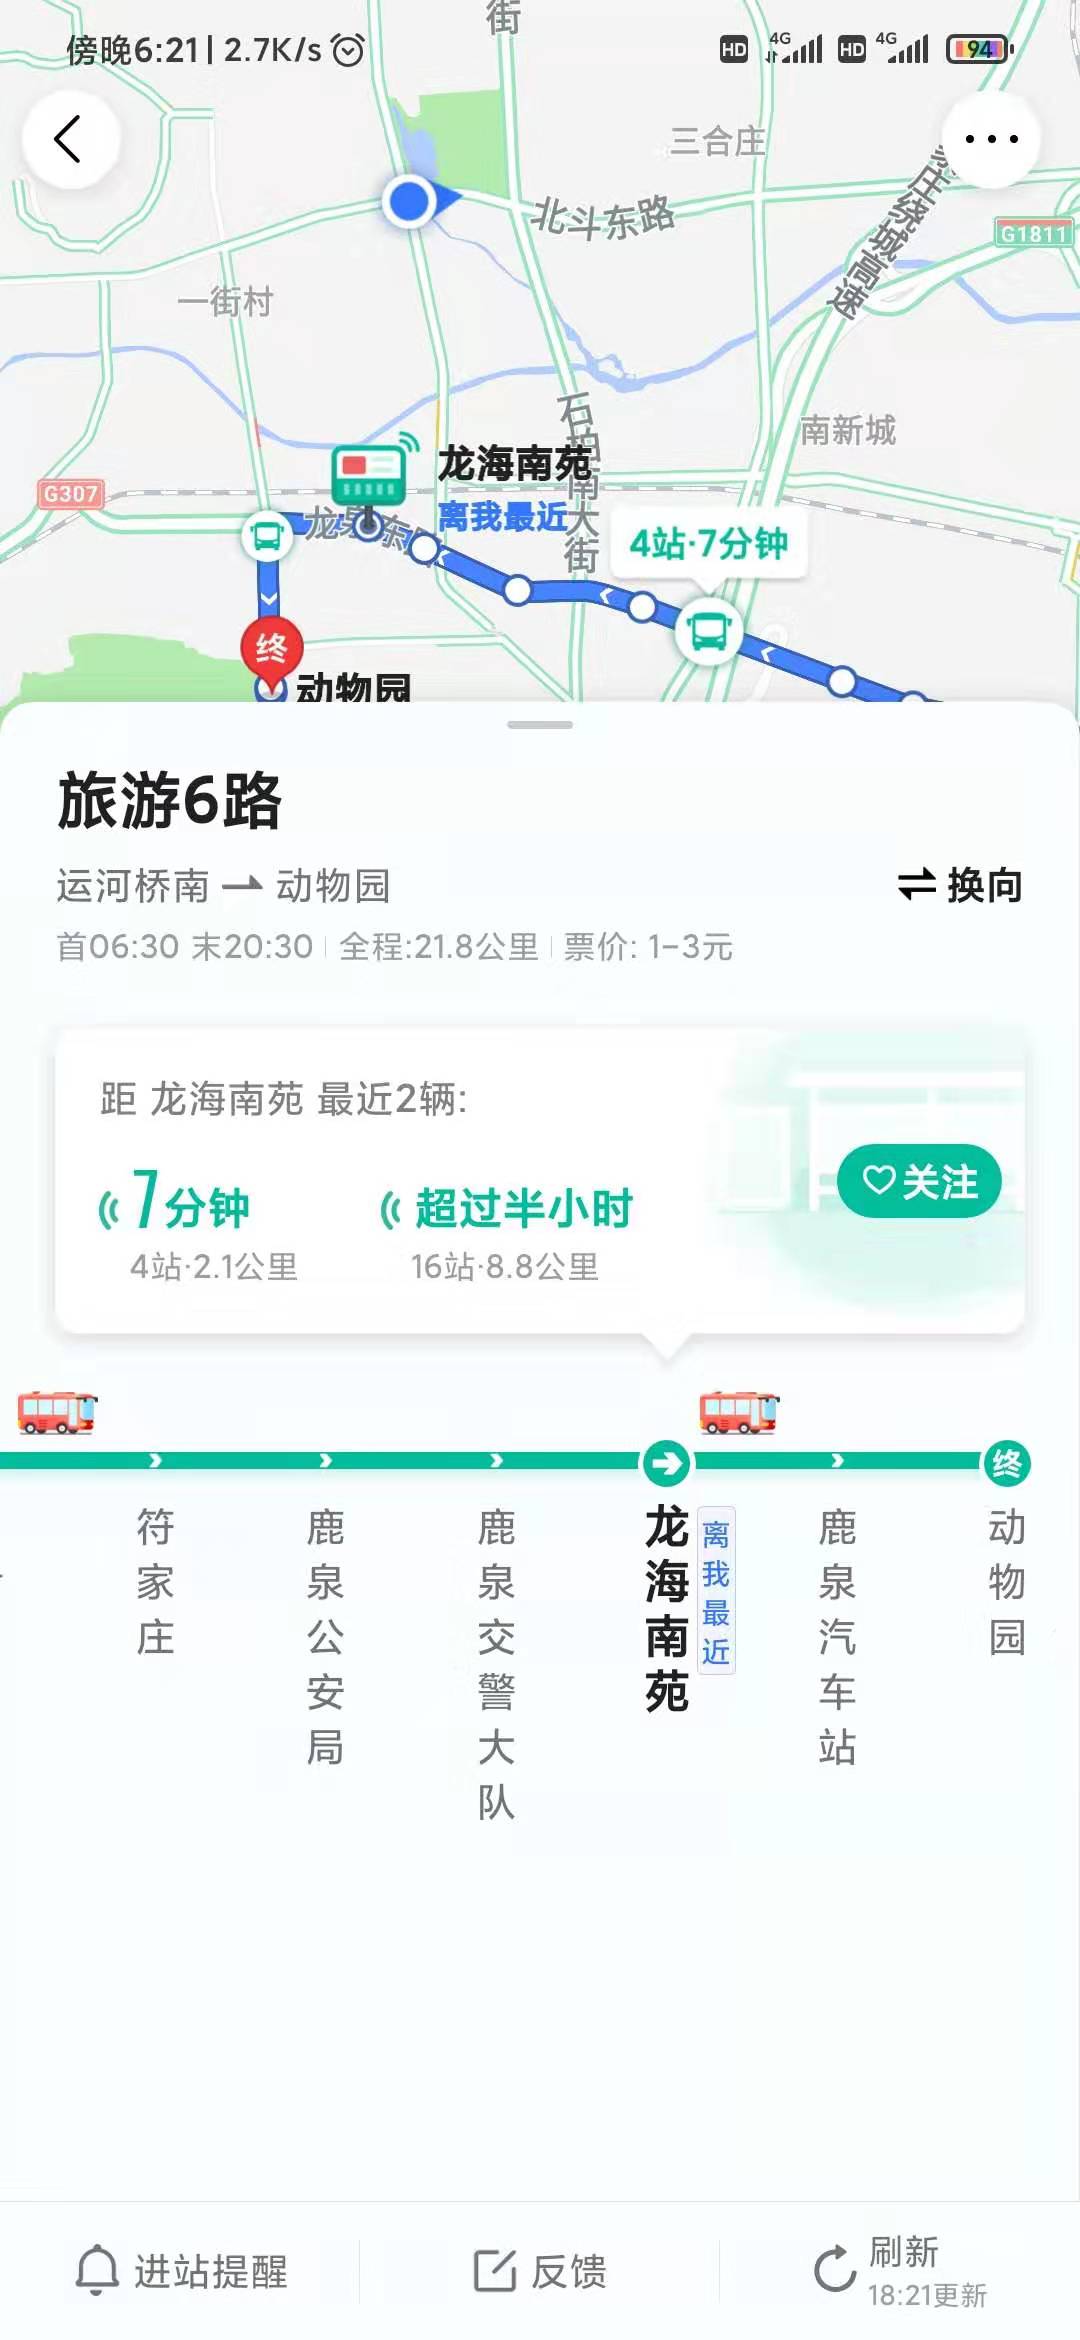 傍晚6:21 | 2.7K/s
HD 4G HD 4G 94
街
三合庄
北斗东路
庄绕城高速
G1811
一街村
南新城
G307
石柏南大街
龙海南苑
离我最近
龙泉东
4站·7分钟
终
动物园
旅游6路
运河桥南 动物园
换向
首06:30 末20:30 全程:21.8公里 票价: 1-3元
距 龙海南苑 最近2辆:
7分钟 超过半小时
4站·2.1公里 16站·8.8公里
关注
终
符家庄
鹿泉公安局
鹿泉交警大队
龙海南苑
离我最近
鹿泉汽车站
动物园
进站提醒
反馈
刷新
18:21更新